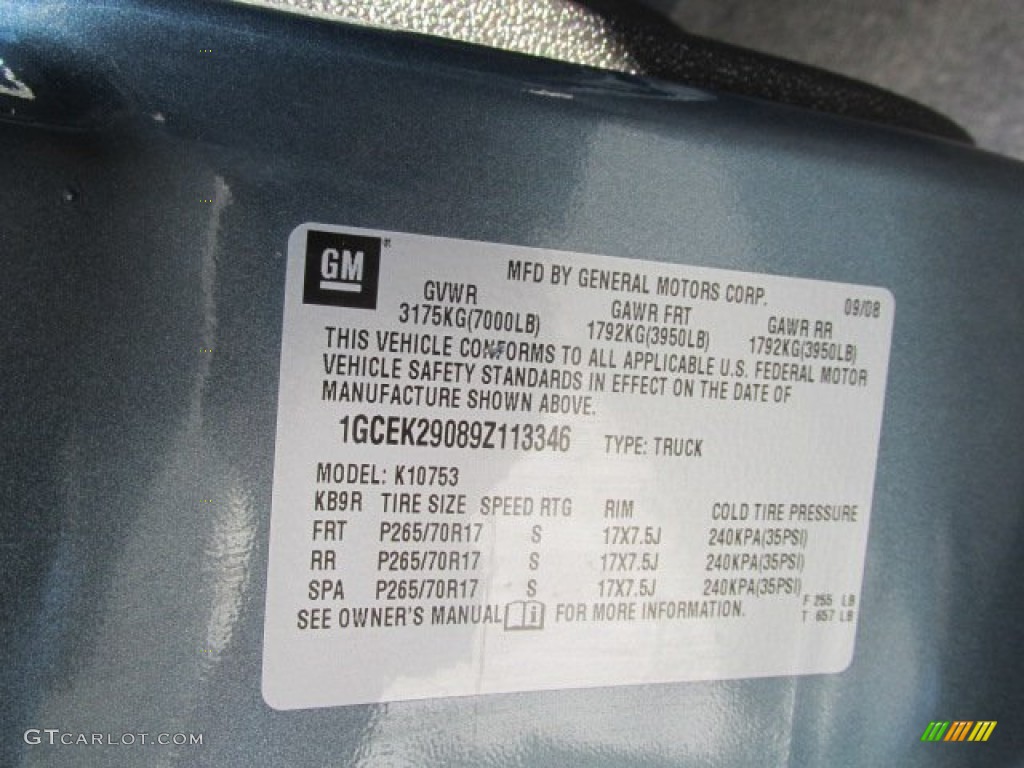 GM
MFD BY GENERAL MOTORS CORP.
09/08
GVWR GAWR FRT GAWR RR
3175KG(7000LB) 1792KG(3950LB) 1792KG(3950LB)
THIS VEHICLE CONFORMS TO ALL APPLICABLE U.S. FEDERAL MOTOR
VEHICLE SAFETY STANDARDS IN EFFECT ON THE DATE OF
MANUFACTURE SHOWN ABOVE.
1GCEK29089Z113346 TYPE: TRUCK
MODEL: K10753
KB9R TIRE SIZE SPEED RTG RIM COLD TIRE PRESSURE
FRT P265/70R17 S 17X7.5J 240KPA(35PSI)
RR P265/70R17 S 17X7.5J 240KPA(35PSI)
SPA P265/70R17 S 17X7.5J 240KPA(35PSI)
SEE OWNER'S MANUAL i FOR MORE INFORMATION.
F 255 LB
T 657 LB
GTCARLOT.COM